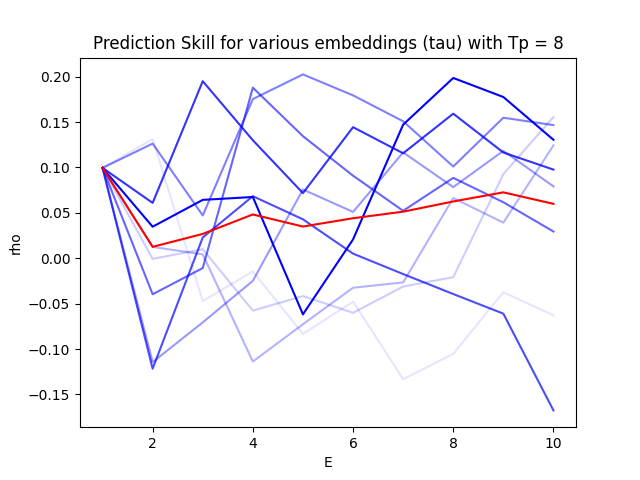 Prediction Skill for various embeddings (tau) with Tp = 8
0.20
0.15
0.10
0.05
0.00
−0.05
−0.10
−0.15
rho
2 4 6 8 10
E